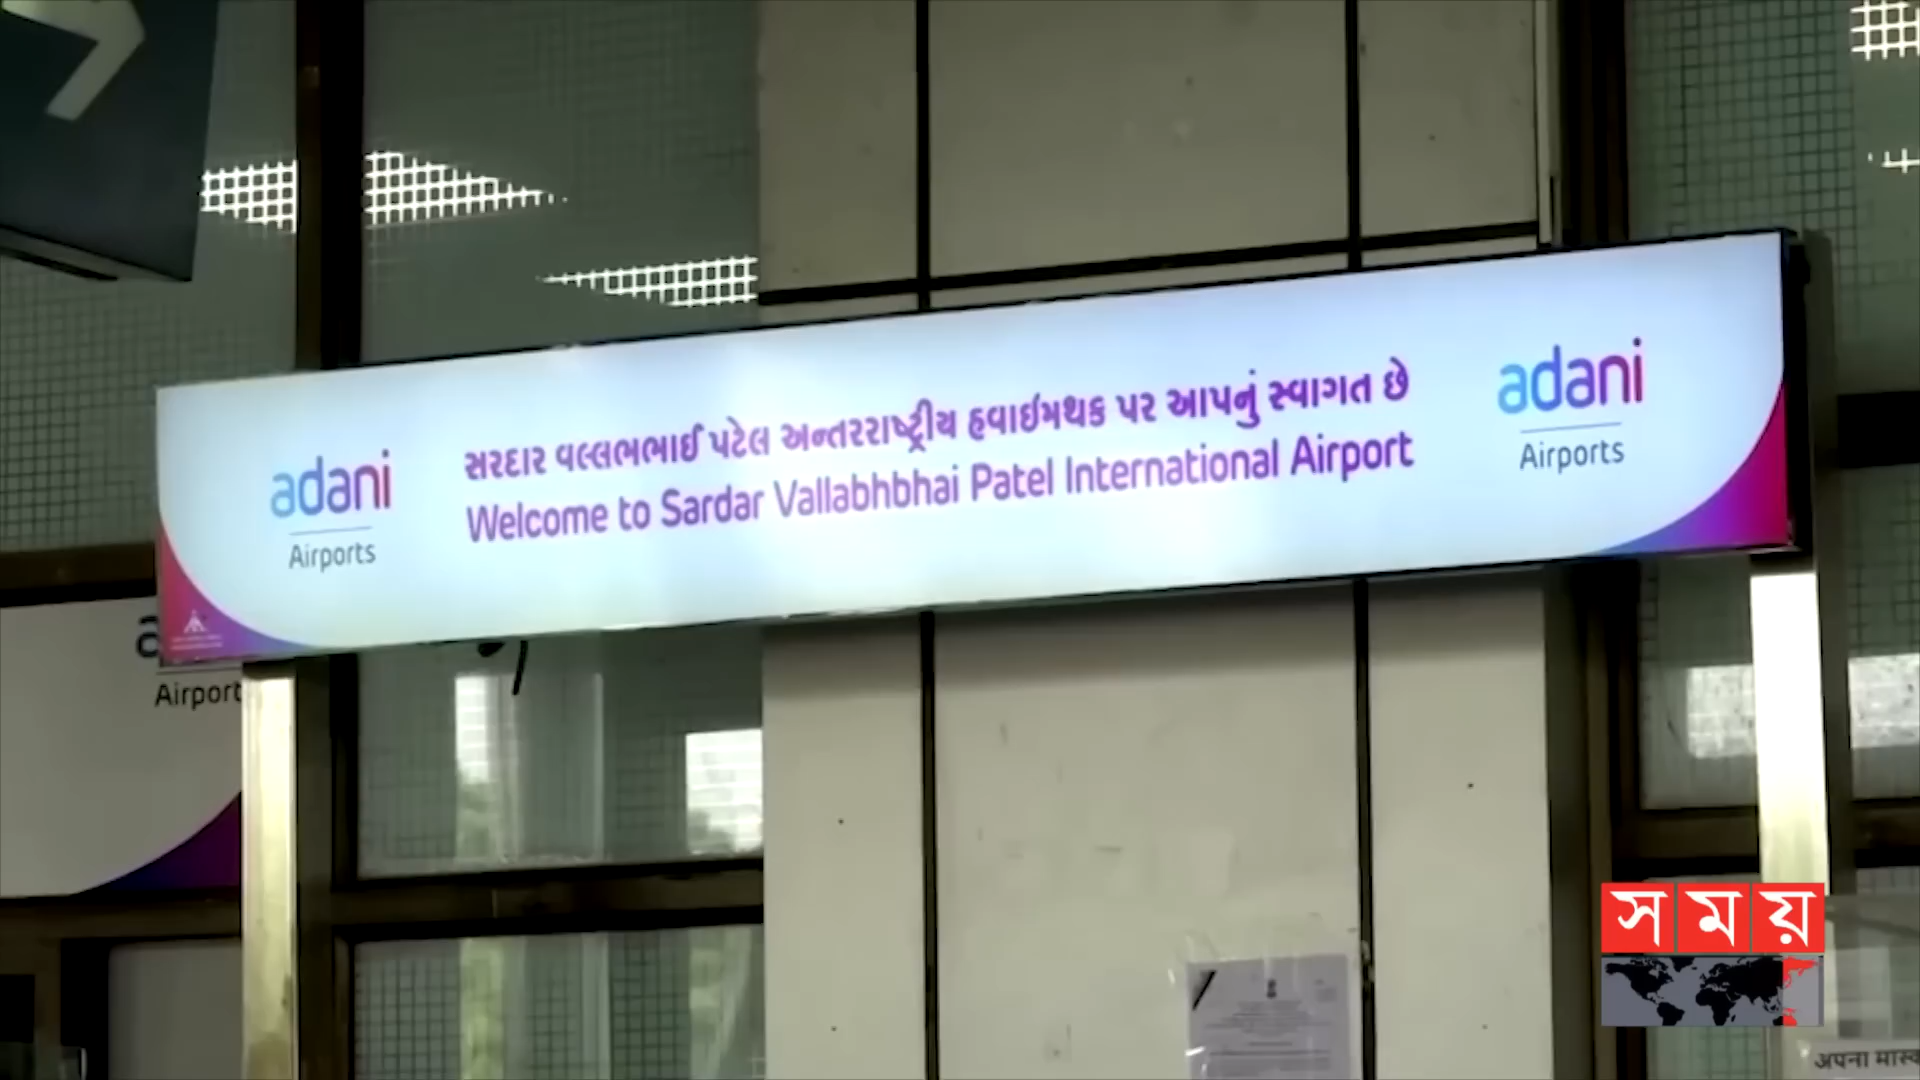 adani
Airports
સરદાર વલ્લભભાઈ પટેલ અન્તરરાષ્ટ્રીય હવાઈમથક પર આપનું સ્વાગત છે
Welcome to Sardar Vallabhbhai Patel International Airport
adani
Airports
a
Airport
সময়
अपना मास्क